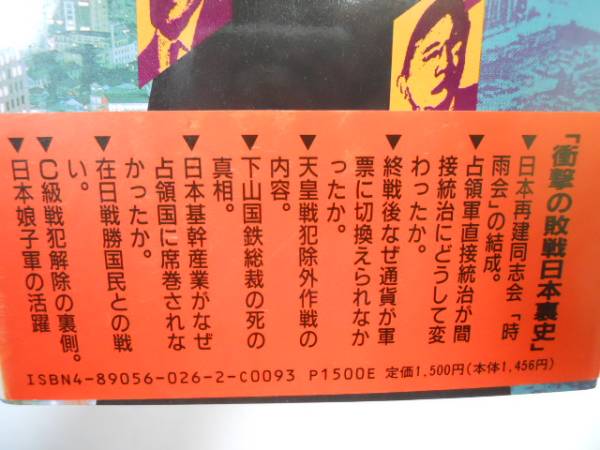 「衝撃の敗戦日本裏史」
▼日本再建同志会「時
雨会」の結成。
▼占領軍直接統治が間
接統治にどうして変
わったか。
▼終戦後なぜ通貨が軍
票に切換えられなか
ったか。
▼天皇戦犯除外作戦の
内容。
▼下山国鉄総裁の死の
真相。
▼日本基幹産業がなぜ
占領国に席巻されな
かったか。
▼在日戦勝国民との戦
い。
▼C級戦犯解除の裏側。
▼日本娘子軍の活躍
ISBN4-89056-026-2-C0093 P1500E 定価1,500円(本体1,456円)